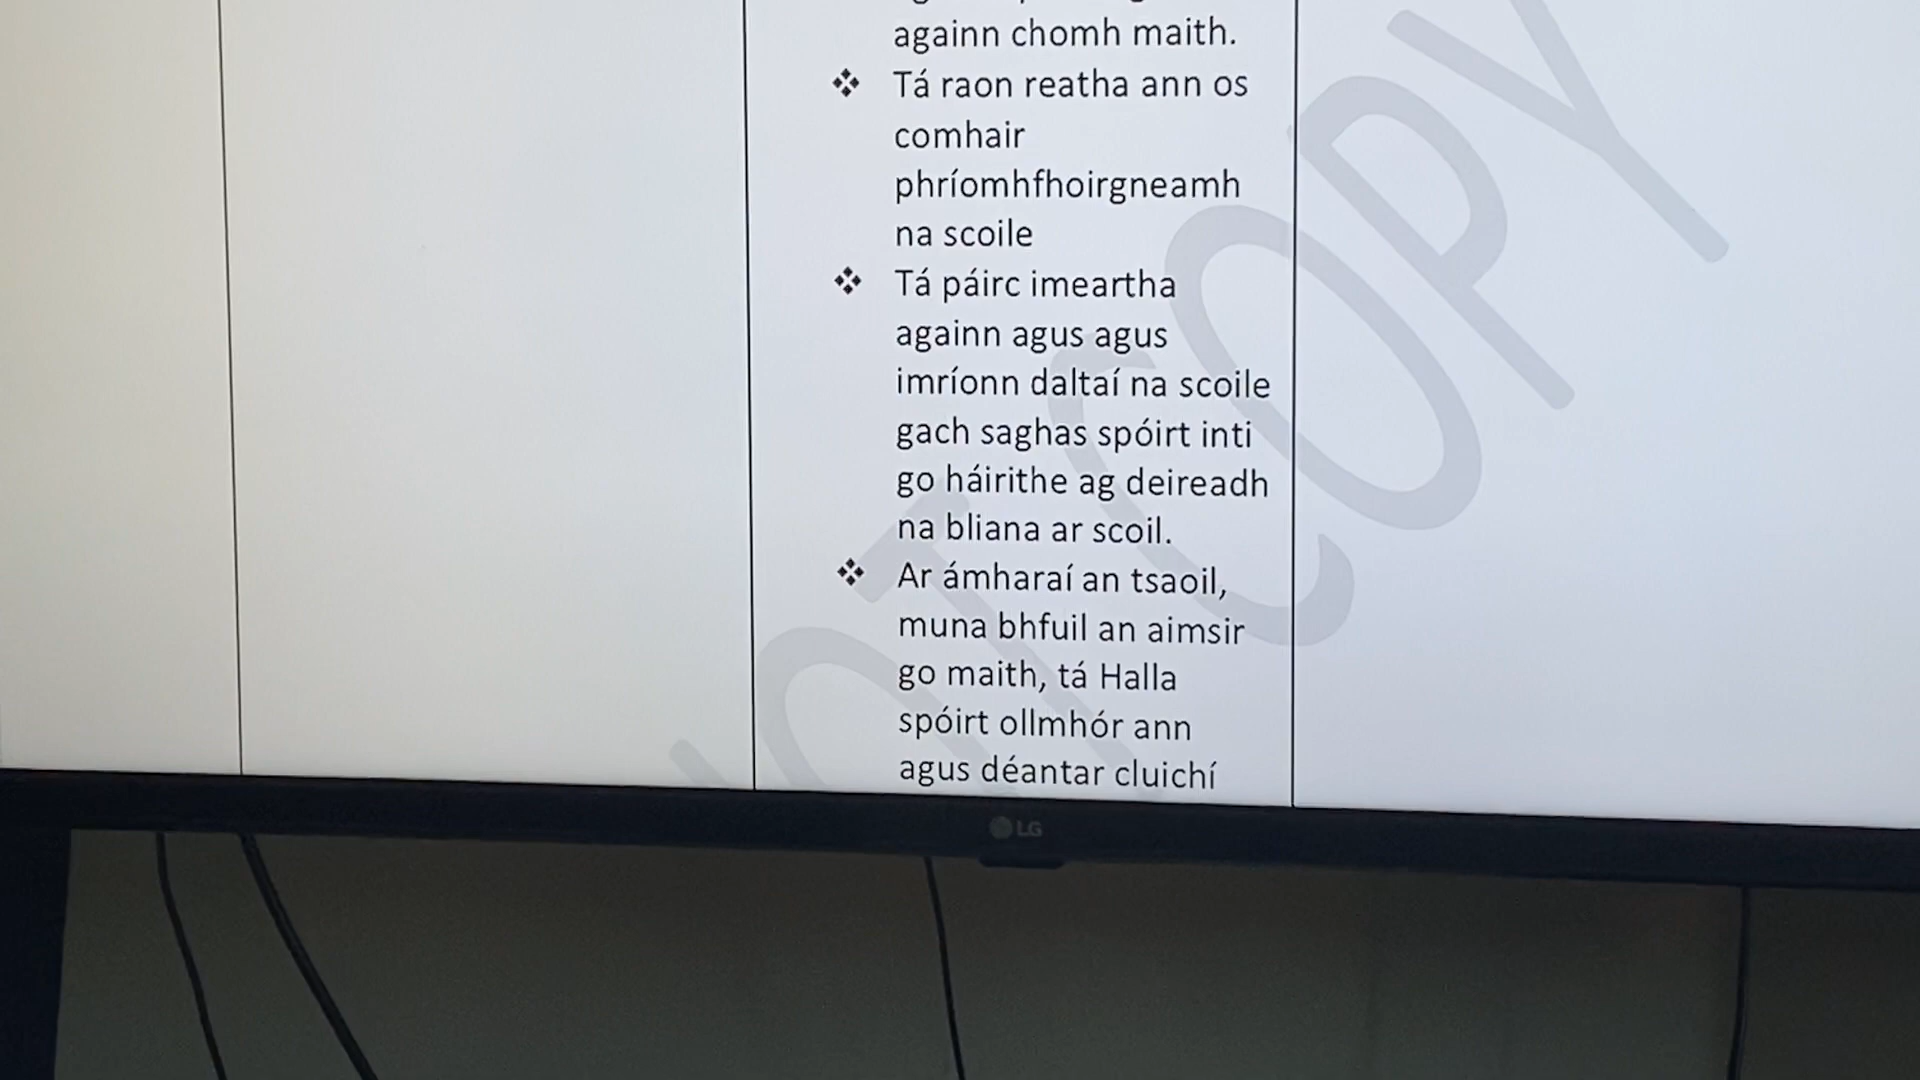 againn chomh maith.
❖ Tá raon reatha ann os
comhair
phríomhfhoirgneamh
na scoile
❖ Tá páirc imeartha
againn agus agus
imríonn daltaí na scoile
gach saghas spóirt inti
go háirithe ag deireadh
na bliana ar scoil.
❖ Ar ámharaí an tsaoil,
muna bhfuil an aimsir
go maith, tá Halla
spóirt ollmhór ann
agus déantar cluichí
COPY
LG